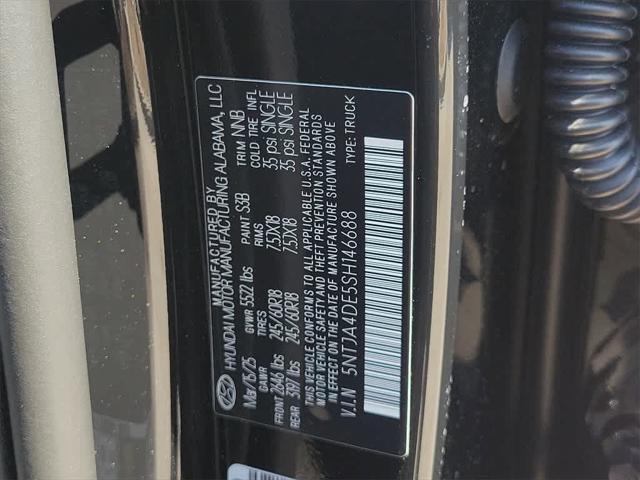 MANUFACTURED BY
HYUNDAI MOTOR MANUFACTURING ALABAMA, LLC
Mar/15/25 GVWR 5522 lbs PAINT S3B TRIM NNB
GAWR TIRES RIMS COLD TIRE INFL
FRONT 2646 lbs 245/60R18 7.5JX18 35 psi SINGLE
REAR 3197 lbs 245/60R18 7.5JX18 35 psi SINGLE
THIS VEHICLE CONFORMS TO ALL APPLICABLE U.S.A. FEDERAL
MOTOR VEHICLE SAFETY AND THEFT PREVENTION STANDARDS
IN EFFECT ON THE DATE OF MANUFACTURE SHOWN ABOVE
V.I.N 5NTJA4DE5SH146688 TYPE: TRUCK